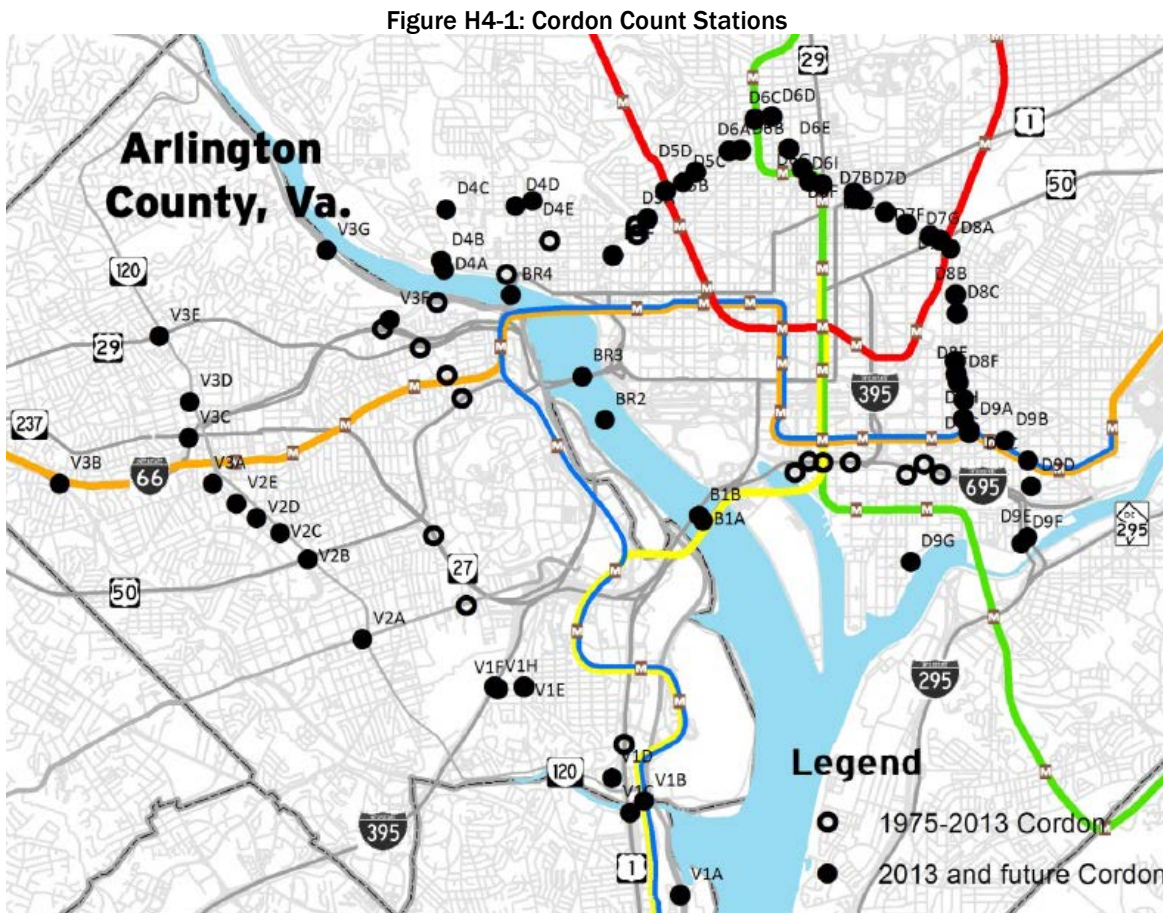 Figure H4-1: Cordon Count Stations
29
D6C
D6D
D6A
D6B
D6E
1
Arlington
County, Va.
D5D
D5C
D6I
50
D4C
D4D
D4E
D7B
D7D
D7F
D7G
D8A
V3G
D4B
D4A
120
BR4
D8B
D8C
V3F
V3E
29
D8F
BR3
V3D
395
237
V3C
BR2
D9A
D9B
V3B
66
V3A
V2E
D9D
695
V2D
B1B
B1A
V2C
D9E
D9F
DC
295
V2B
27
D9G
50
V2A
V1F
V1H
V1E
295
Legend
V1D
120
V1B
V1C
1975-2013 Cordon
395
1
V1A
2013 and future Cordon
M